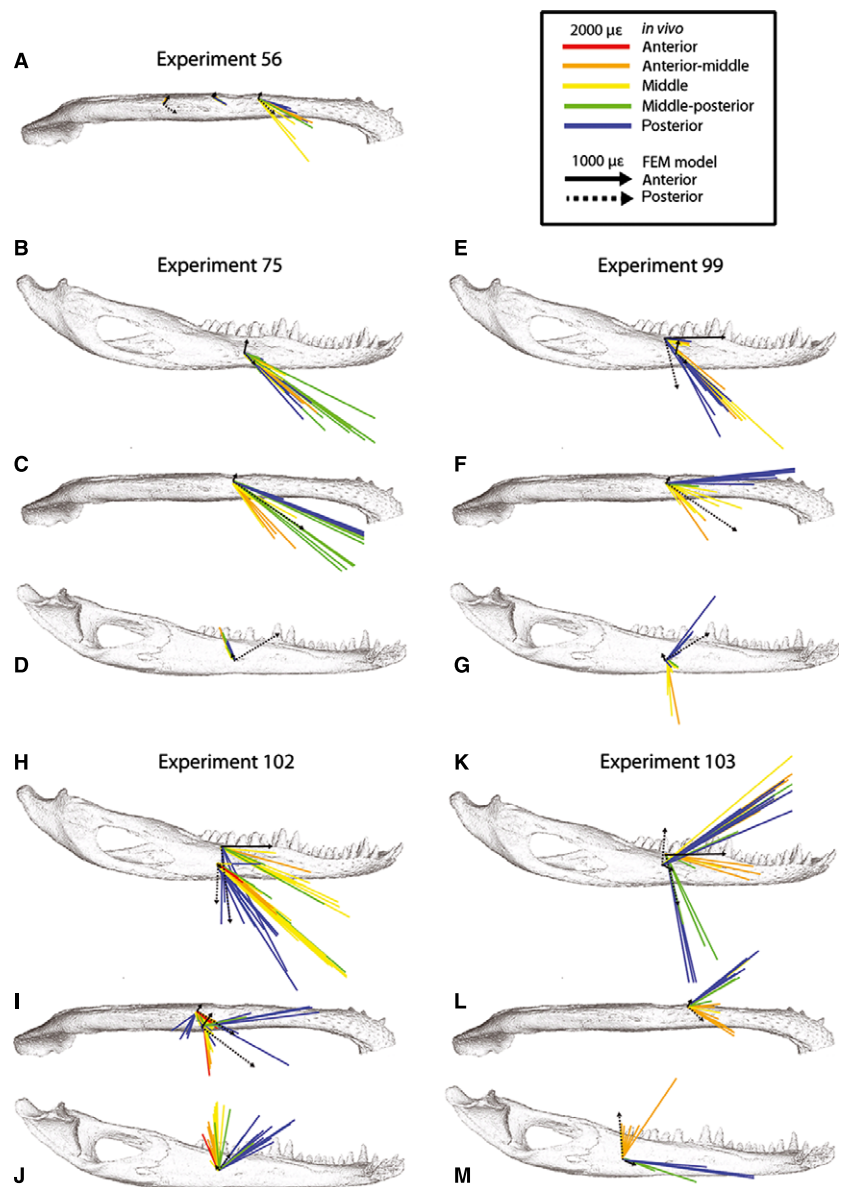 A
Experiment 56
2000 με in vivo
Anterior
Anterior-middle
Middle
Middle-posterior
Posterior
1000 με FEM model
Anterior
Posterior
B
Experiment 75
E
Experiment 99
C
F
D
G
H
Experiment 102
K
Experiment 103
I
L
J
M